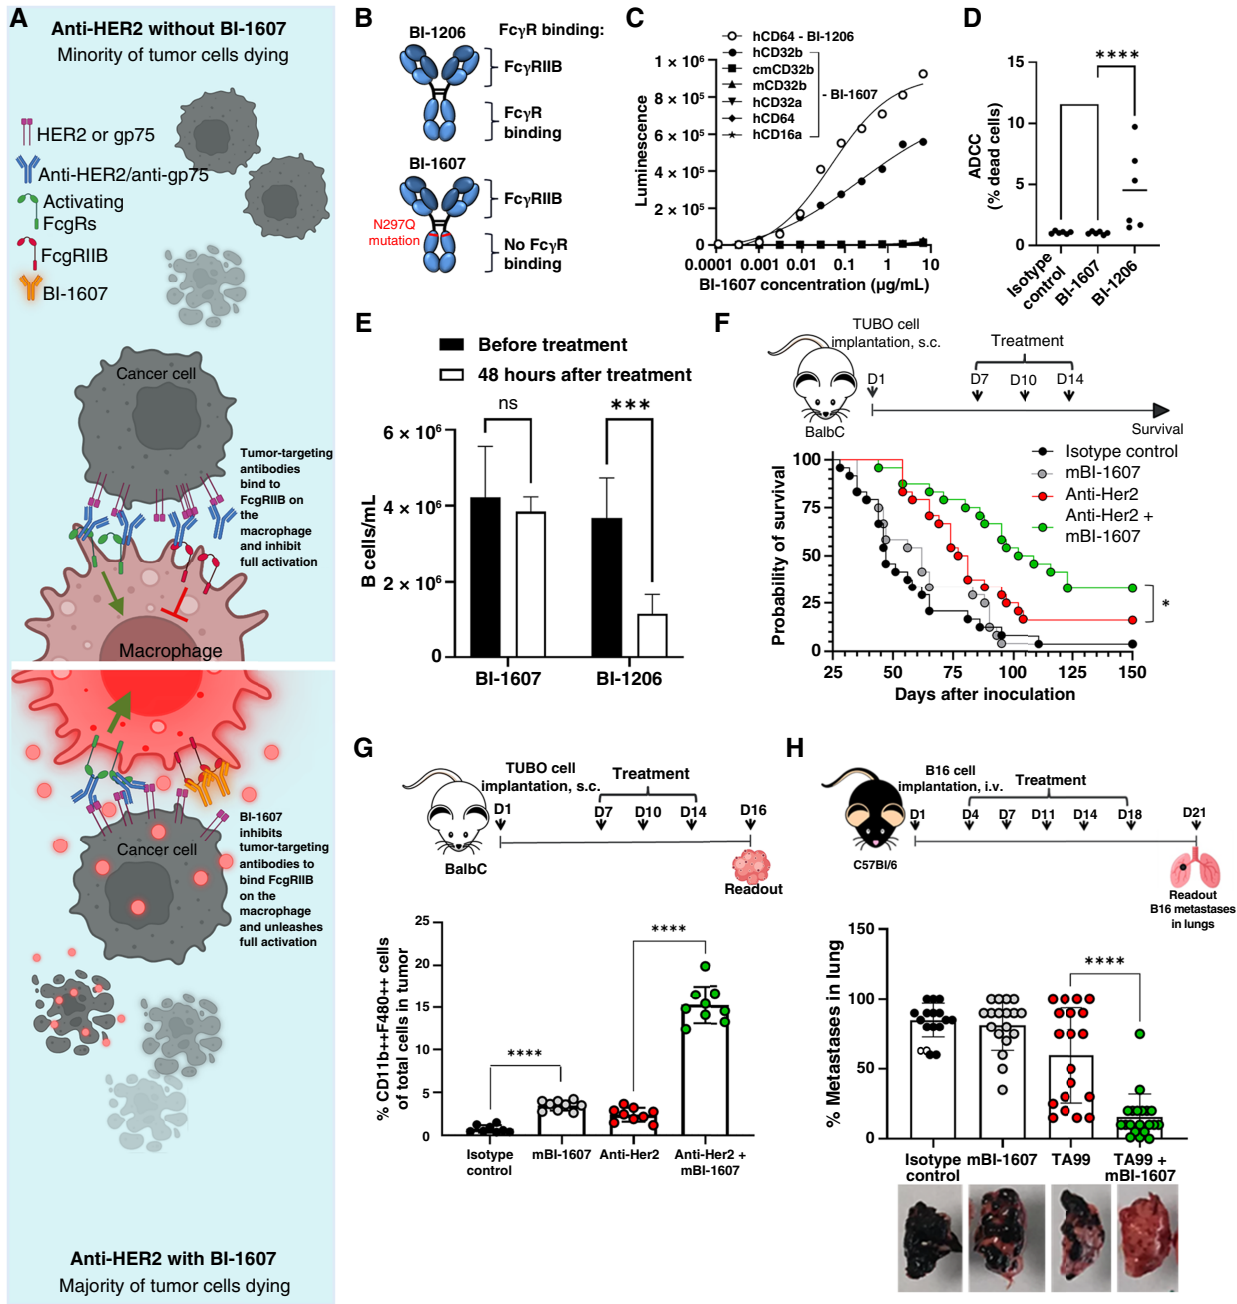 A
Anti-HER2 without BI-1607
Minority of tumor cells dying
HER2 or gp75
Anti-HER2/anti-gp75
Activating
FcgRs
FcgRIIB
BI-1607
Cancer cell
Tumor-targeting
antibodies
bind to
FcgRIIB on
the
macrophage
and inhibit
full activation
Macrophage
BI-1607
inhibits
tumor-targeting
antibodies to
bind FcgRIIB
on the
macrophage
and unleashes
full activation
Cancer cell
Anti-HER2 with BI-1607
Majority of tumor cells dying
B
BI-1206
FcγR binding:
FcγRIIB
FcγR
binding
BI-1607
FcγRIIB
N297Q
mutation
No FcγR
binding
C
hCD64 - BI-1206
hCD32b
cmCD32b
mCD32b
hCD32a
hCD64
hCD16a
- BI-1607
Luminescence
1 × 10⁶
8 × 10⁵
6 × 10⁵
4 × 10⁵
2 × 10⁵
0
0.0001 0.001 0.01 0.1 1 10
BI-1607 concentration (µg/mL)
D
****
ADCC
(% dead cells)
15
10
5
0
Isotype
control
BI-1607
BI-1206
E
Before treatment
48 hours after treatment
ns
***
B cells/mL
6 × 10⁶
4 × 10⁶
2 × 10⁶
0
BI-1607
BI-1206
F
TUBO cell
implantation, s.c.
Treatment
D1
D7
D10
D14
BalbC
Survival
Isotype control
mBI-1607
Anti-Her2
Anti-Her2 +
mBI-1607
Probability of survival
100
75
50
25
0
*
25 50 75 100 125 150
Days after inoculation
G
TUBO cell
implantation, s.c.
Treatment
D1
D7
D10
D14
D16
BalbC
Readout
% CD11b++F480++ cells
of total cells in tumor
25
20
15
10
5
0
****
****
Isotype
control
mBI-1607
Anti-Her2
Anti-Her2 +
mBI-1607
H
B16 cell
implantation, i.v.
Treatment
D1
D4
D7
D11
D14
D18
D21
C57Bl/6
Readout
B16 metastases
in lungs
% Metastases in lung
150
100
50
0
****
Isotype
control
mBI-1607
TA99
TA99 +
mBI-1607